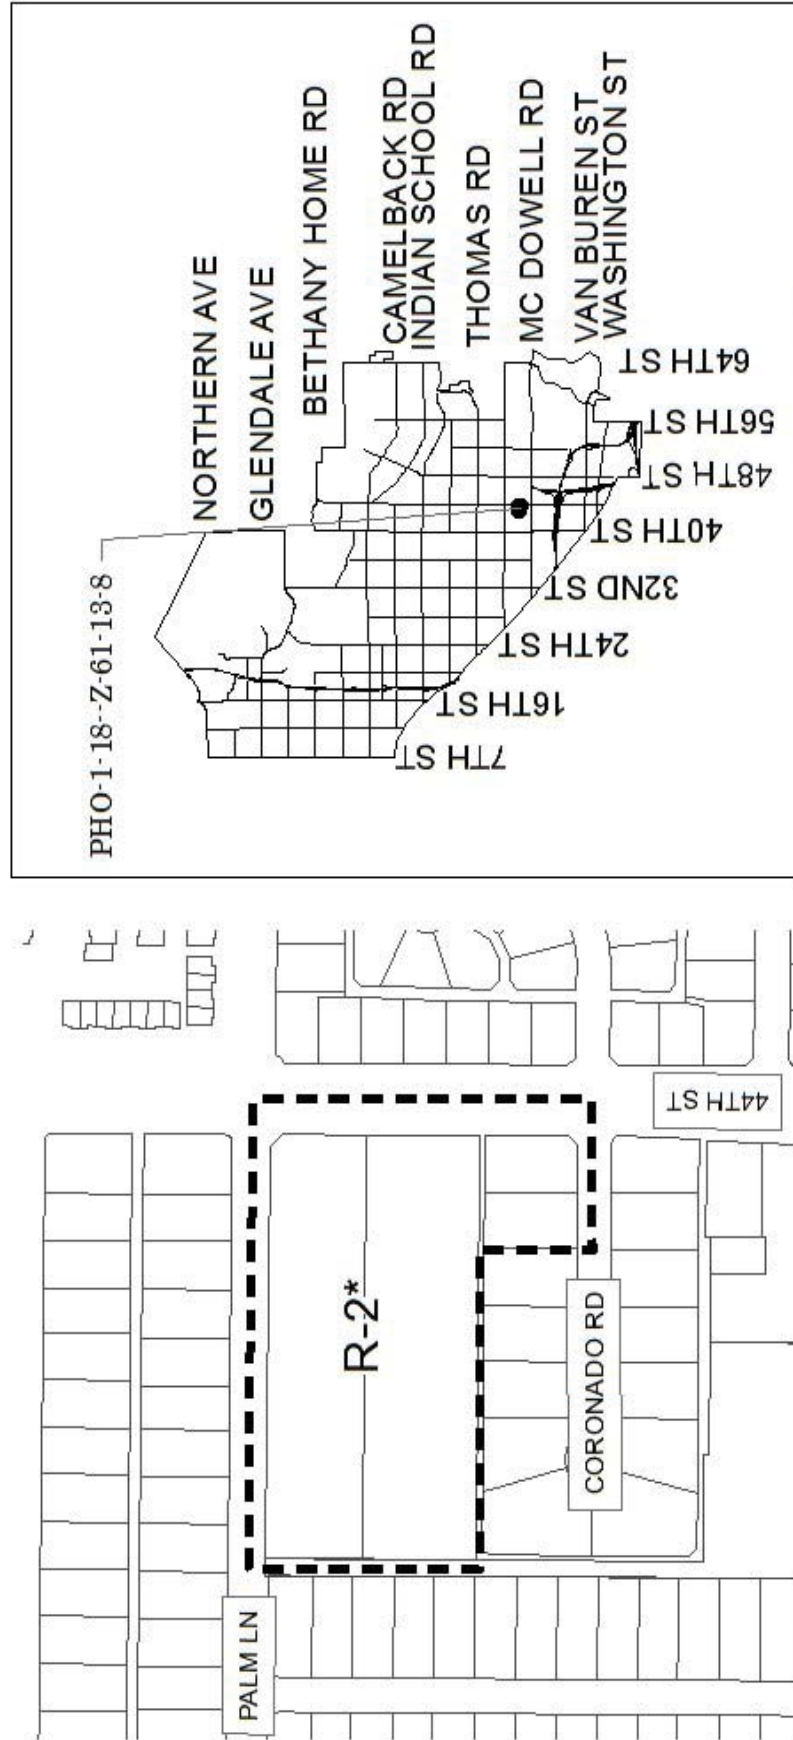 PALM LN
R-2*
CORONADO RD
44TH ST
PHO-1-18--Z-61-13-8
NORTHERN AVE
GLENDALE AVE
BETHANY HOME RD
CAMELBACK RD
INDIAN SCHOOL RD
THOMAS RD
MC DOWELL RD
VAN BUREN ST
WASHINGTON ST
7TH ST
16TH ST
24TH ST
32ND ST
40TH ST
48TH ST
56TH ST
64TH ST